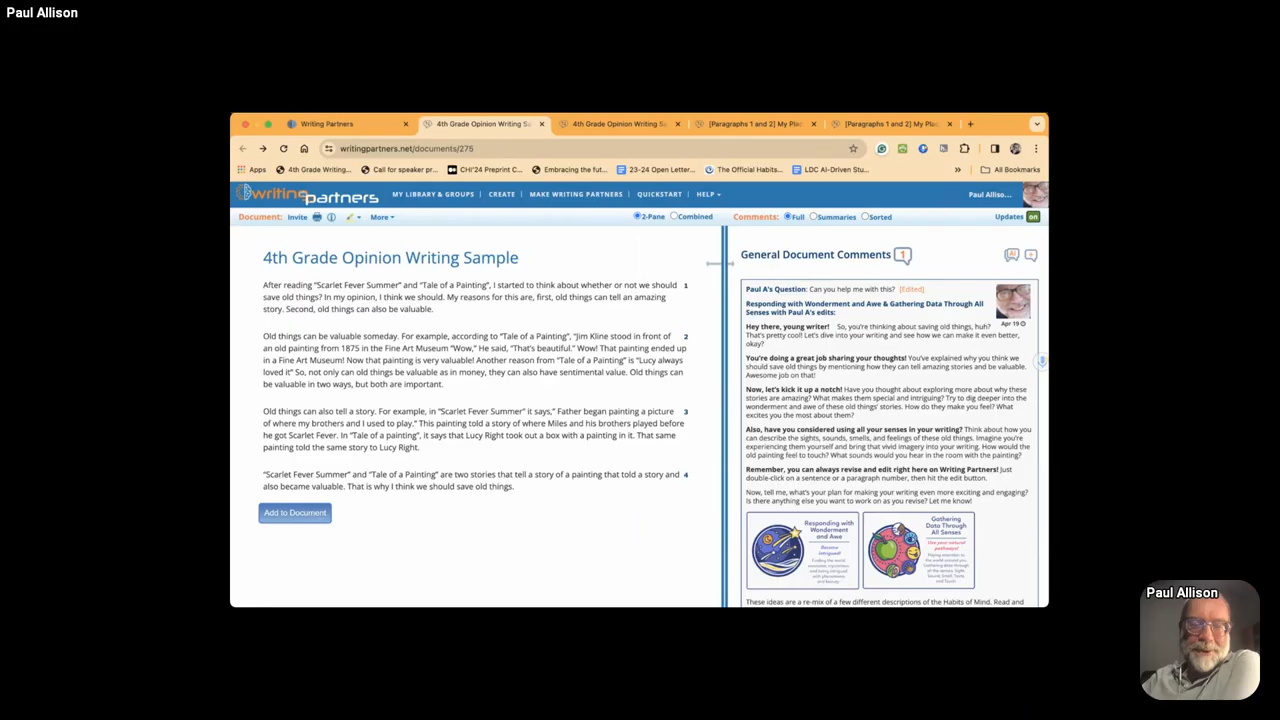 Paul Allison
Writing Partners
4th Grade Opinion Writing Sa
4th Grade Opinion Writing Sa
[Paragraphs 1 and 2] My Plac
[Paragraphs 1 and 2] My Plac
writingpartners.net/documents/275
Apps
4th Grade Writing...
Call for speaker pr...
CHI'24 Preprint C...
Embracing the fut...
23-24 Open Letter...
The Official Habits...
LDC AI-Driven Stu...
»
All Bookmarks
writingpartners
MY LIBRARY & GROUPS | CREATE | MAKE WRITING PARTNERS | QUICKSTART | HELP
Paul Alliso...
Document: Invite More
2-Pane Combined
Comments: Full Summaries Sorted
Updates on
4th Grade Opinion Writing Sample
After reading “Scarlet Fever Summer” and “Tale of a Painting”, I started to think about whether or not we should 1
save old things? In my opinion, I think we should. My reasons for this are, first, old things can tell an amazing
story. Second, old things can also be valuable.
Old things can be valuable someday. For example, according to “Tale of a Painting”, “Jim Kline stood in front of 2
an old painting from 1875 in the Fine Art Museum “Wow,” He said, “That’s beautiful.” Wow! That painting ended up
in a Fine Art Museum! Now that painting is very valuable! Another reason from “Tale of a Painting” is “Lucy always
loved it” So, not only can old things be valuable as in money, they can also have sentimental value. Old things can
be valuable in two ways, but both are important.
Old things can also tell a story. For example, in “Scarlet Fever Summer” it says,” Father began painting a picture 3
of where my brothers and I used to play.” This painting told a story of where Miles and his brothers played before
he got Scarlet Fever. In “Tale of a painting”, it says that Lucy Right took out a box with a painting in it. That same
painting told the same story to Lucy Right.
“Scarlet Fever Summer” and “Tale of a Painting” are two stories that tell a story of a painting that told a story and 4
also became valuable. That is why I think we should save old things.
Add to Document
General Document Comments 1
AI
Paul A's Question: Can you help me with this? [Edited]
Responding with Wonderment and Awe & Gathering Data Through All
Senses with Paul A's edits:
Apr 19
Hey there, young writer! So, you're thinking about saving old things, huh?
That's pretty cool! Let's dive into your writing and see how we can make it even better,
okay?
You're doing a great job sharing your thoughts! You've explained why you think we
should save old things by mentioning how they can tell amazing stories and be valuable.
Awesome job on that!
Now, let's kick it up a notch! Have you thought about exploring more about why these
stories are amazing? What makes them special and intriguing? Try to dig deeper into the
wonderment and awe of these old things' stories. How do they make you feel? What
excites you the most about them?
Also, have you considered using all your senses in your writing? Think about how you
can describe the sights, sounds, smells, and feelings of these old things. Imagine you're
experiencing them yourself and bring that vivid imagery into your writing. How would the
old painting feel to touch? What sounds would you hear in the room with the painting?
Remember, you can always revise and edit right here on Writing Partners! Just
double-click on a sentence or a paragraph number, then hit the edit button.
Now, tell me, what's your plan for making your writing even more exciting and engaging?
Is there anything else you want to work on as you revise? Let me know!
Responding with
Wonderment
and Awe
Become
intrigued!
Gathering
Data Through
All Senses
Use your natural
pathways!
These ideas are a re-mix of a few different descriptions of the Habits of Mind. Read and
Paul Allison